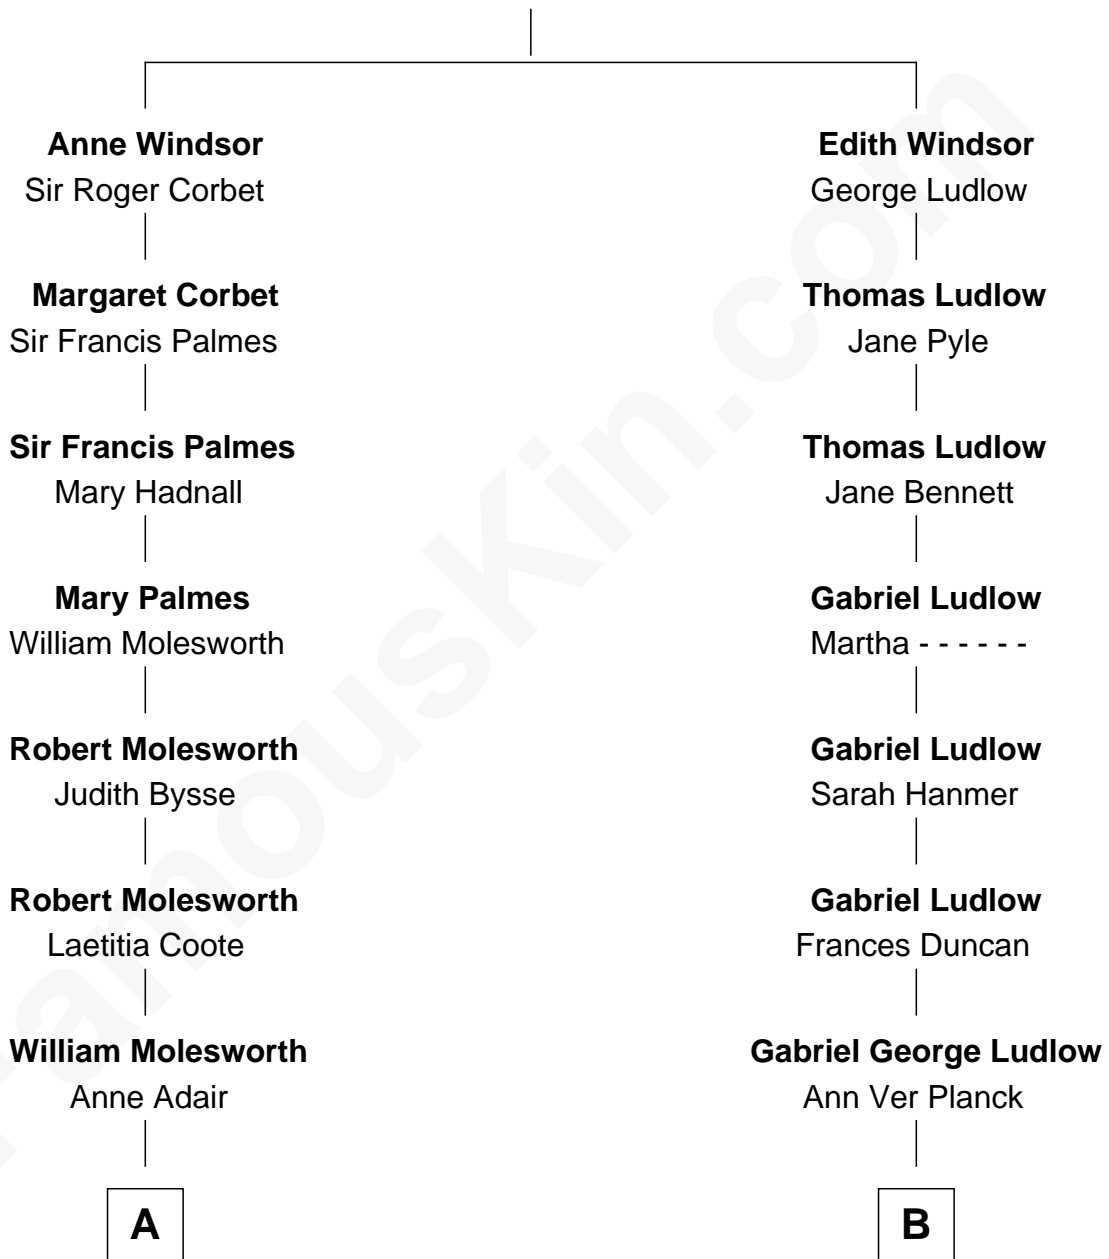 Anne Windsor
Sir Roger Corbet
Edith Windsor
George Ludlow
Margaret Corbet
Sir Francis Palmes
Thomas Ludlow
Jane Pyle
Sir Francis Palmes
Mary Hadnall
Thomas Ludlow
Jane Bennett
Mary Palmes
William Molesworth
Gabriel Ludlow
Martha - - - - - -
Robert Molesworth
Judith Bysse
Gabriel Ludlow
Sarah Hanmer
Robert Molesworth
Laetitia Coote
Gabriel Ludlow
Frances Duncan
William Molesworth
Anne Adair
Gabriel George Ludlow
Ann Ver Planck
A
B
FamousKin.com